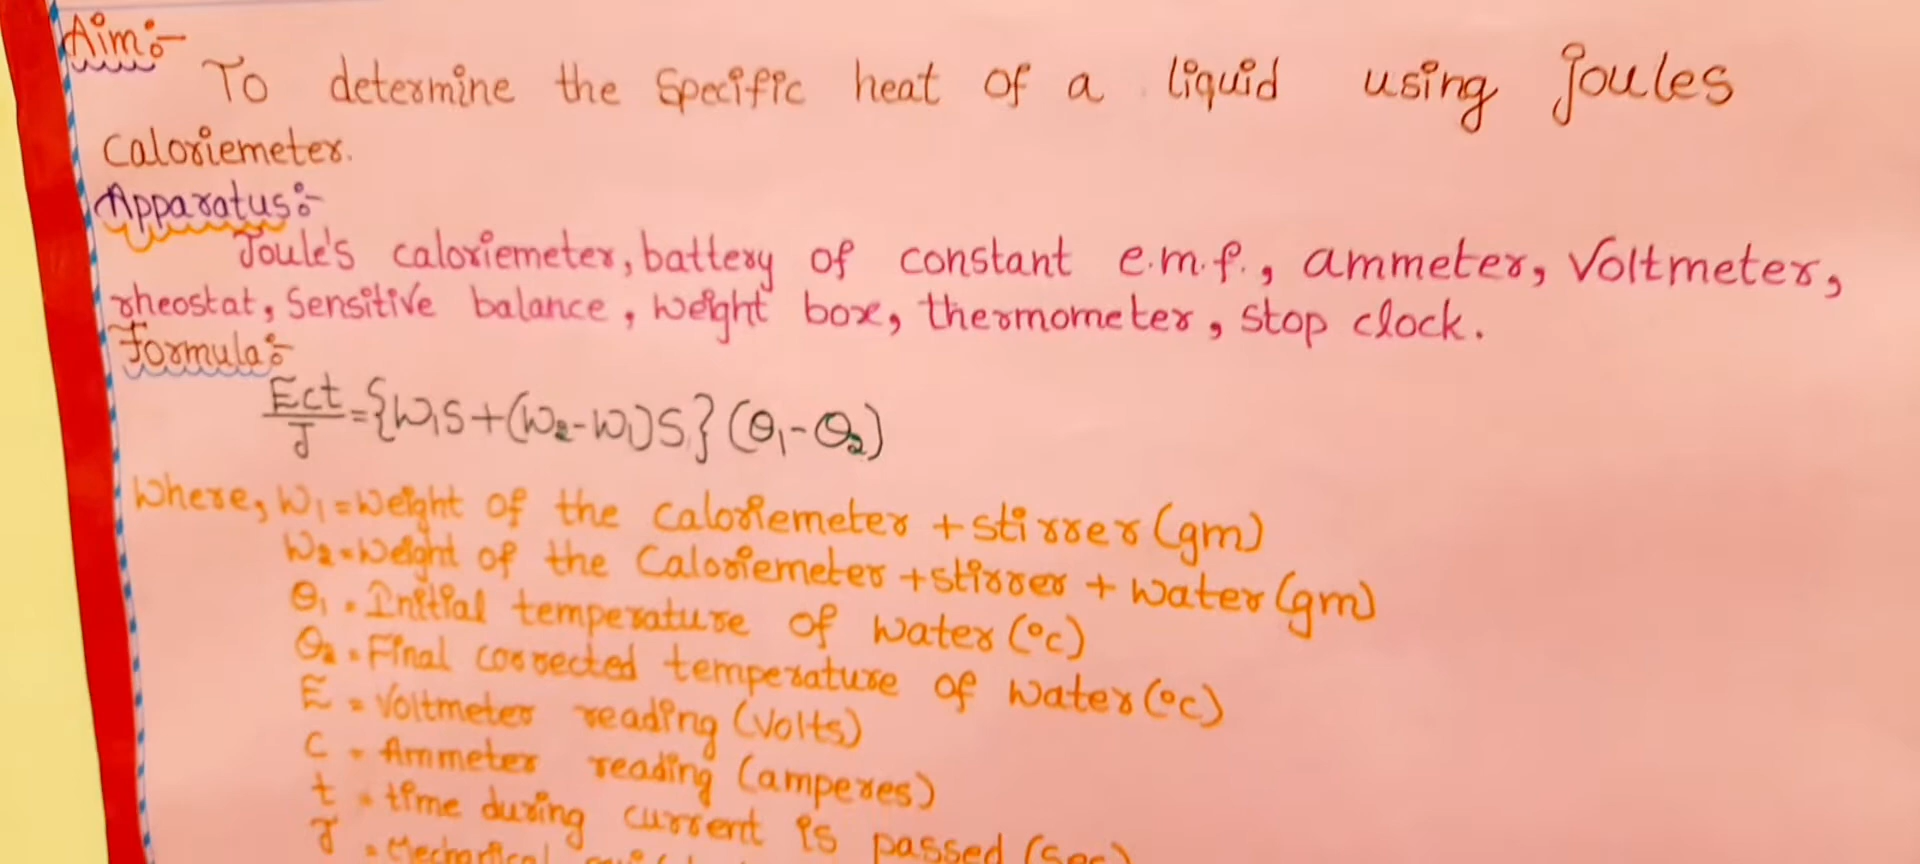 Aim:-
To determine the specific heat of a liquid using joules
caloriemeter.
Apparatus:-
Joule's caloriemeter, battery of constant e.m.f., ammeter, Voltmeter,
rheostat, Sensitive balance, weight box, thermometer, stop clock.
Formula:-
Ect/J = {W₁S+(W₂-W₁)S₁} (θ₁-θ₂)
Where, W₁=Weight of the caloriemeter +stirrer (gm)
W₂=Weight of the Caloriemeter +stirrer + water (gm)
θ₁ = Initial temperature of water (°c)
θ₂ = Final corrected temperature of water (°c)
E = Voltmeter reading (Volts)
C = Ammeter reading (amperes)
t = time during current is passed (sec)
J = Mechanical